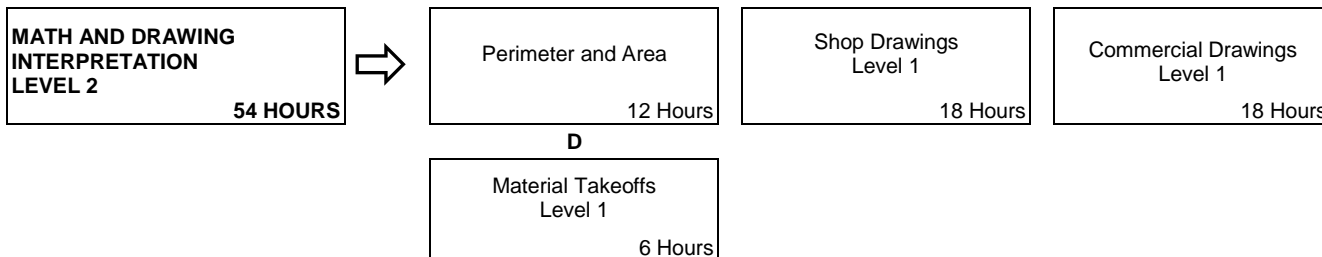 MATH AND DRAWING
INTERPRETATION
LEVEL 2
54 HOURS
Perimeter and Area
12 Hours
Shop Drawings
Level 1
18 Hours
Commercial Drawings
Level 1
18 Hours
D
Material Takeoffs
Level 1
6 Hours